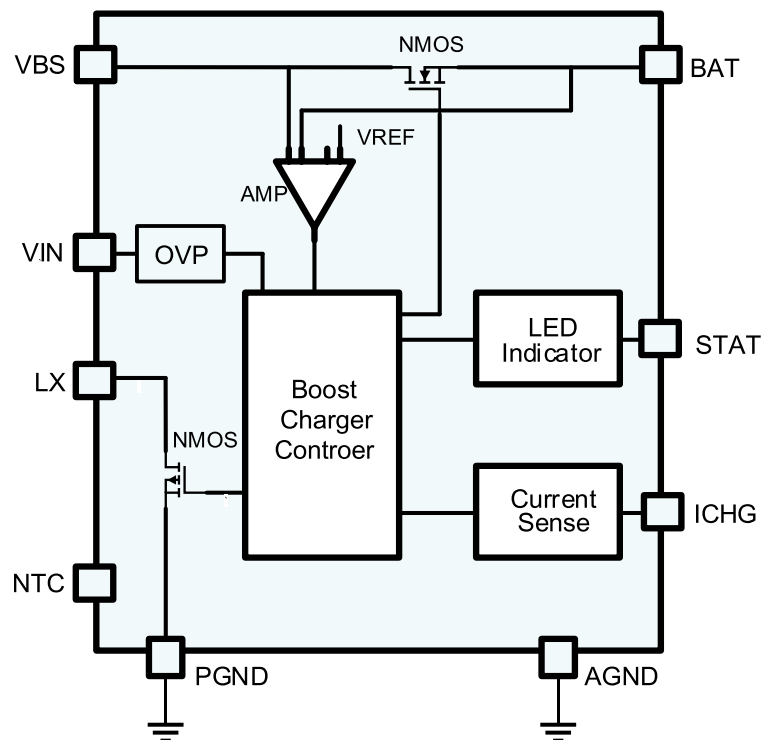 NMOS
VBS
BAT
VREF
AMP
VIN
OVP
LED
Indicator
STAT
LX
Boost
Charger
Controer
NMOS
Current
Sense
ICHG
NTC
PGND
AGND